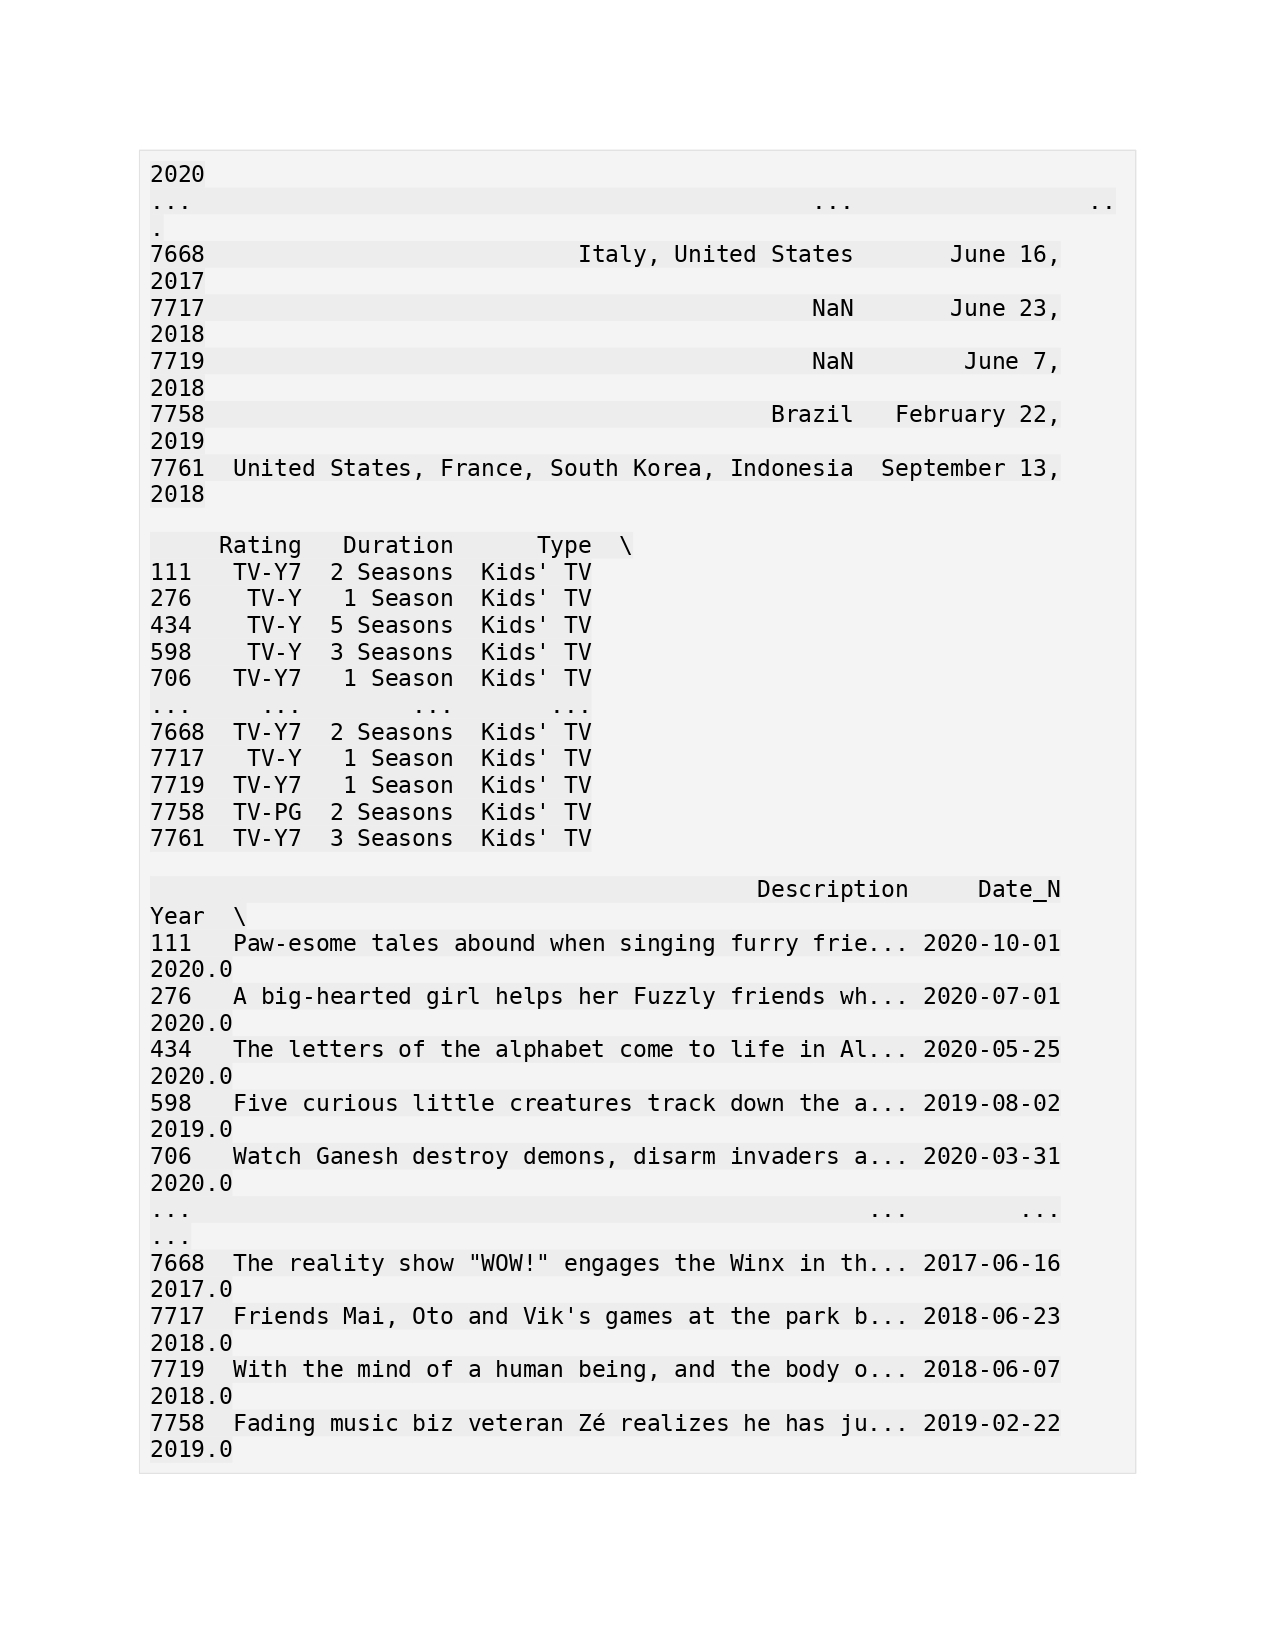 2020
... ... ..
.
7668 Italy, United States June 16,
2017
7717 NaN June 23,
2018
7719 NaN June 7,
2018
7758 Brazil February 22,
2019
7761 United States, France, South Korea, Indonesia September 13,
2018
Rating Duration Type \
111 TV-Y7 2 Seasons Kids' TV
276 TV-Y 1 Season Kids' TV
434 TV-Y 5 Seasons Kids' TV
598 TV-Y 3 Seasons Kids' TV
706 TV-Y7 1 Season Kids' TV
... ... ... ...
7668 TV-Y7 2 Seasons Kids' TV
7717 TV-Y 1 Season Kids' TV
7719 TV-Y7 1 Season Kids' TV
7758 TV-PG 2 Seasons Kids' TV
7761 TV-Y7 3 Seasons Kids' TV
Description Date_N
Year \
111 Paw-esome tales abound when singing furry frie... 2020-10-01
2020.0
276 A big-hearted girl helps her Fuzzly friends wh... 2020-07-01
2020.0
434 The letters of the alphabet come to life in Al... 2020-05-25
2020.0
598 Five curious little creatures track down the a... 2019-08-02
2019.0
706 Watch Ganesh destroy demons, disarm invaders a... 2020-03-31
2020.0
... ... ...
...
7668 The reality show "WOW!" engages the Winx in th... 2017-06-16
2017.0
7717 Friends Mai, Oto and Vik's games at the park b... 2018-06-23
2018.0
7719 With the mind of a human being, and the body o... 2018-06-07
2018.0
7758 Fading music biz veteran Zé realizes he has ju... 2019-02-22
2019.0